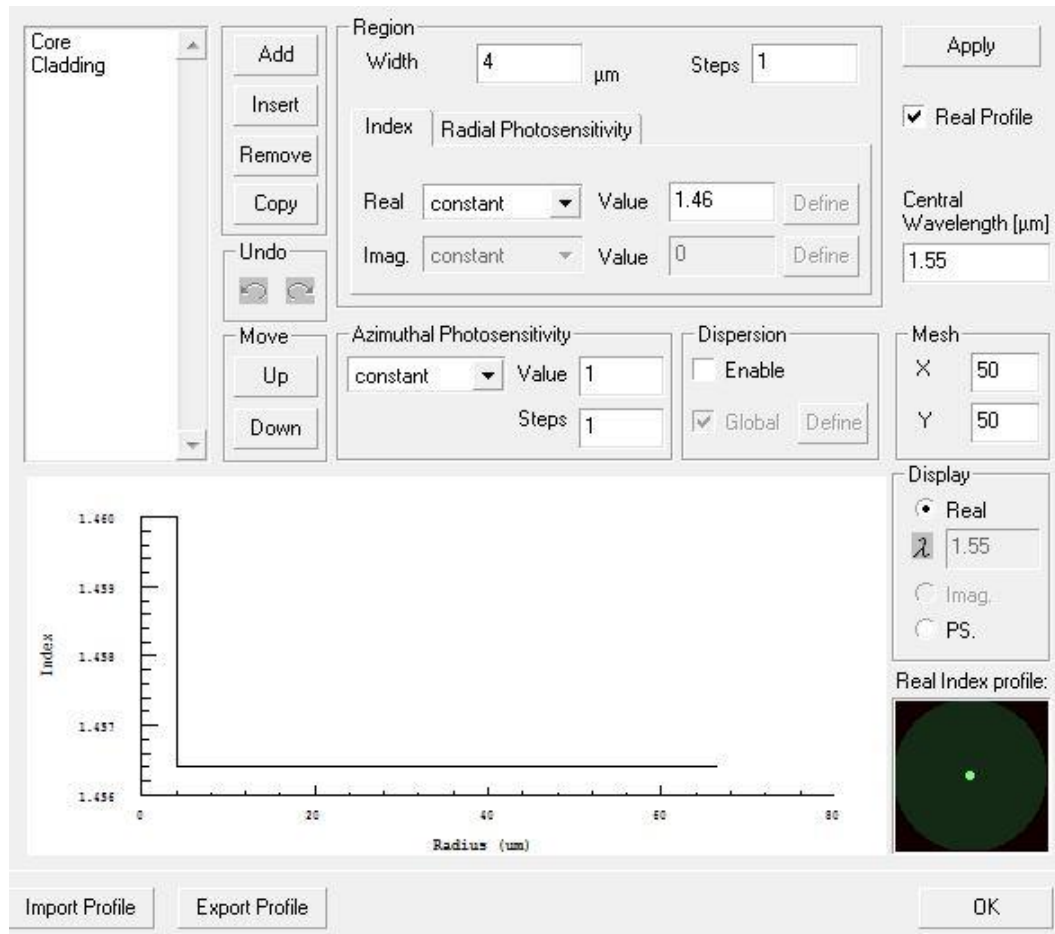 Core
Cladding
Add
Insert
Remove
Copy
Undo
Move
Up
Down
Region
Width 4 µm Steps 1
Index Radial Photosensitivity
Real constant Value 1.46 Define
Imag. constant Value 0 Define
Azimuthal Photosensitivity
constant Value 1
Steps 1
Dispersion
Enable
Global Define
Apply
Real Profile
Central
Wavelength [µm]
1.55
Mesh
X 50
Y 50
Display
Real
λ 1.55
Imag.
PS.
Real Index profile:
1.460
1.459
1.458
1.457
1.456
Index
0 20 40 60 80
Radius (um)
Import Profile Export Profile OK